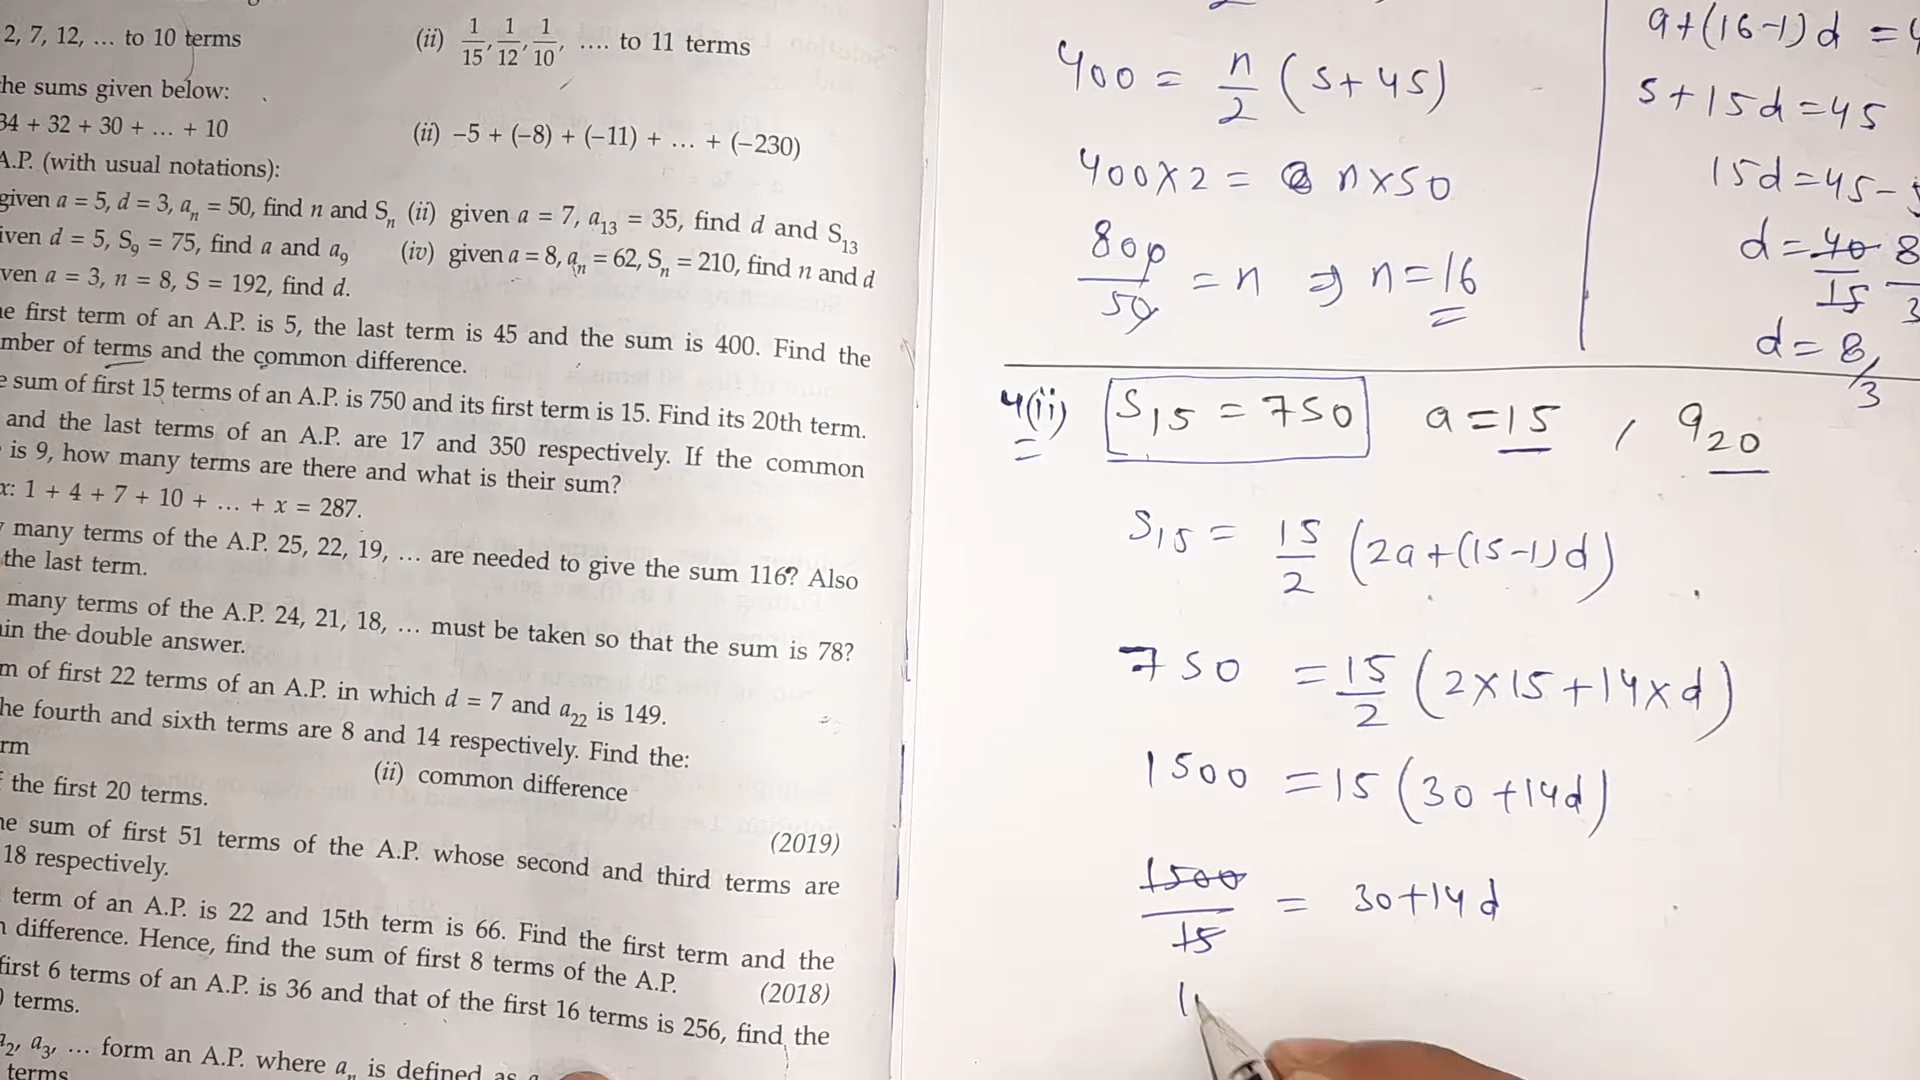 2, 7, 12, ... to 10 terms (ii) 1/15, 1/12, 1/10, .... to 11 terms
he sums given below:
34 + 32 + 30 + ... + 10 (ii) −5 + (−8) + (−11) + ... + (−230)
A.P. (with usual notations):
given a = 5, d = 3, aₙ = 50, find n and Sₙ (ii) given a = 7, a₁₃ = 35, find d and S₁₃
iven d = 5, S₉ = 75, find a and a₉ (iv) given a = 8, aₙ = 62, Sₙ = 210, find n and d
ven a = 3, n = 8, S = 192, find d.
e first term of an A.P. is 5, the last term is 45 and the sum is 400. Find the
mber of terms and the common difference.
e sum of first 15 terms of an A.P. is 750 and its first term is 15. Find its 20th term.
and the last terms of an A.P. are 17 and 350 respectively. If the common
is 9, how many terms are there and what is their sum?
x: 1 + 4 + 7 + 10 + ... + x = 287.
many terms of the A.P. 25, 22, 19, ... are needed to give the sum 116? Also
the last term.
many terms of the A.P. 24, 21, 18, ... must be taken so that the sum is 78?
in the double answer.
m of first 22 terms of an A.P. in which d = 7 and a₂₂ is 149.
he fourth and sixth terms are 8 and 14 respectively. Find the:
rm (ii) common difference
the first 20 terms. (2019)
he sum of first 51 terms of the A.P. whose second and third terms are
18 respectively.
term of an A.P. is 22 and 15th term is 66. Find the first term and the
n difference. Hence, find the sum of first 8 terms of the A.P. (2018)
first 6 terms of an A.P. is 36 and that of the first 16 terms is 256, find the
terms.
a₂, a₃, ... form an A.P. where aₙ is defined as
terms
400 = n/2 (5+45)
400×2 = n×50
800/50 = n ⇒ n=16
a+(16-1)d = 4
5+15d=45
15d=45-5
d=40/15 8/3
d=8/3
4(ii) S₁₅ = 750 a=15 , a₂₀
S₁₅ = 15/2 (2a+(15-1)d)
750 = 15/2 (2×15+14×d)
1500 = 15 (30+14d)
1500/15 = 30+14d
1